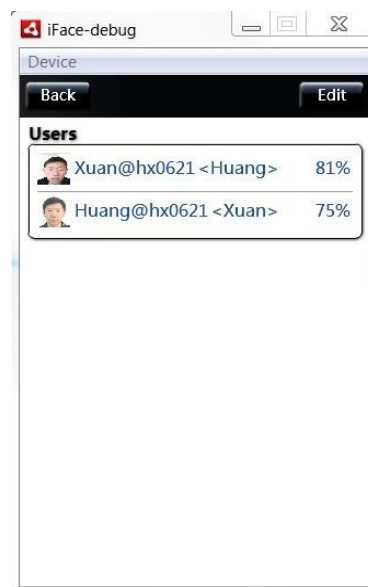 iFace-debug
Device
Back Edit
Users
Xuan@hx0621 <Huang> 81%
Huang@hx0621 <Xuan> 75%